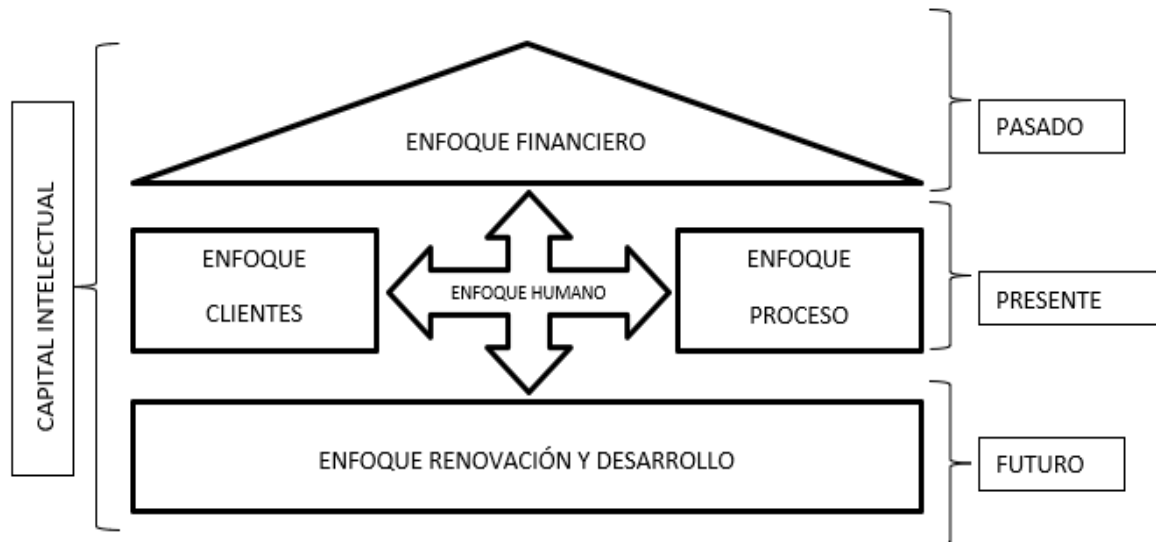 CAPITAL INTELECTUAL
ENFOQUE FINANCIERO
PASADO
ENFOQUE
CLIENTES
ENFOQUE HUMANO
ENFOQUE
PROCESO
PRESENTE
ENFOQUE RENOVACIÓN Y DESARROLLO
FUTURO